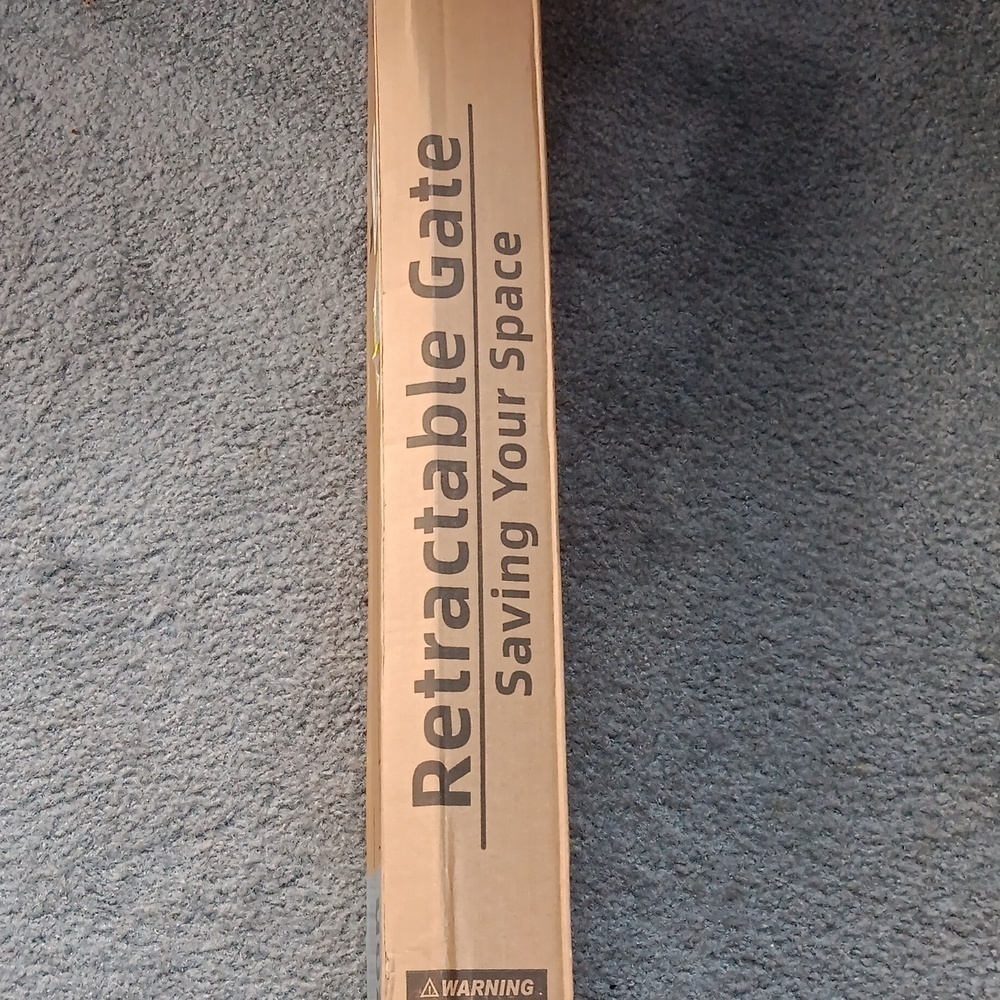 Retractable Gate
Saving Your Space
⚠WARNING